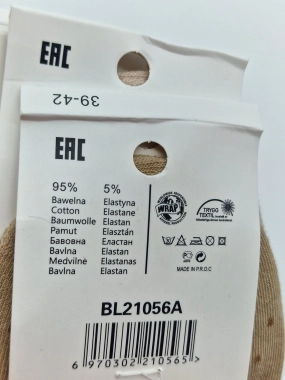 EAC
39-42
EAC
95% 5%
Bawełna Elastyna
Cotton Elastane
Baumwolle Elastan
Pamut Elasztán
Бавовна Еластан
Bavlna Elastan
Medvilnė Elastanas
Bavlna Elastan
WRAP
TRYGG
TEXTIL
MADE IN P.R.O.C
BL21056A
6 970302 210565